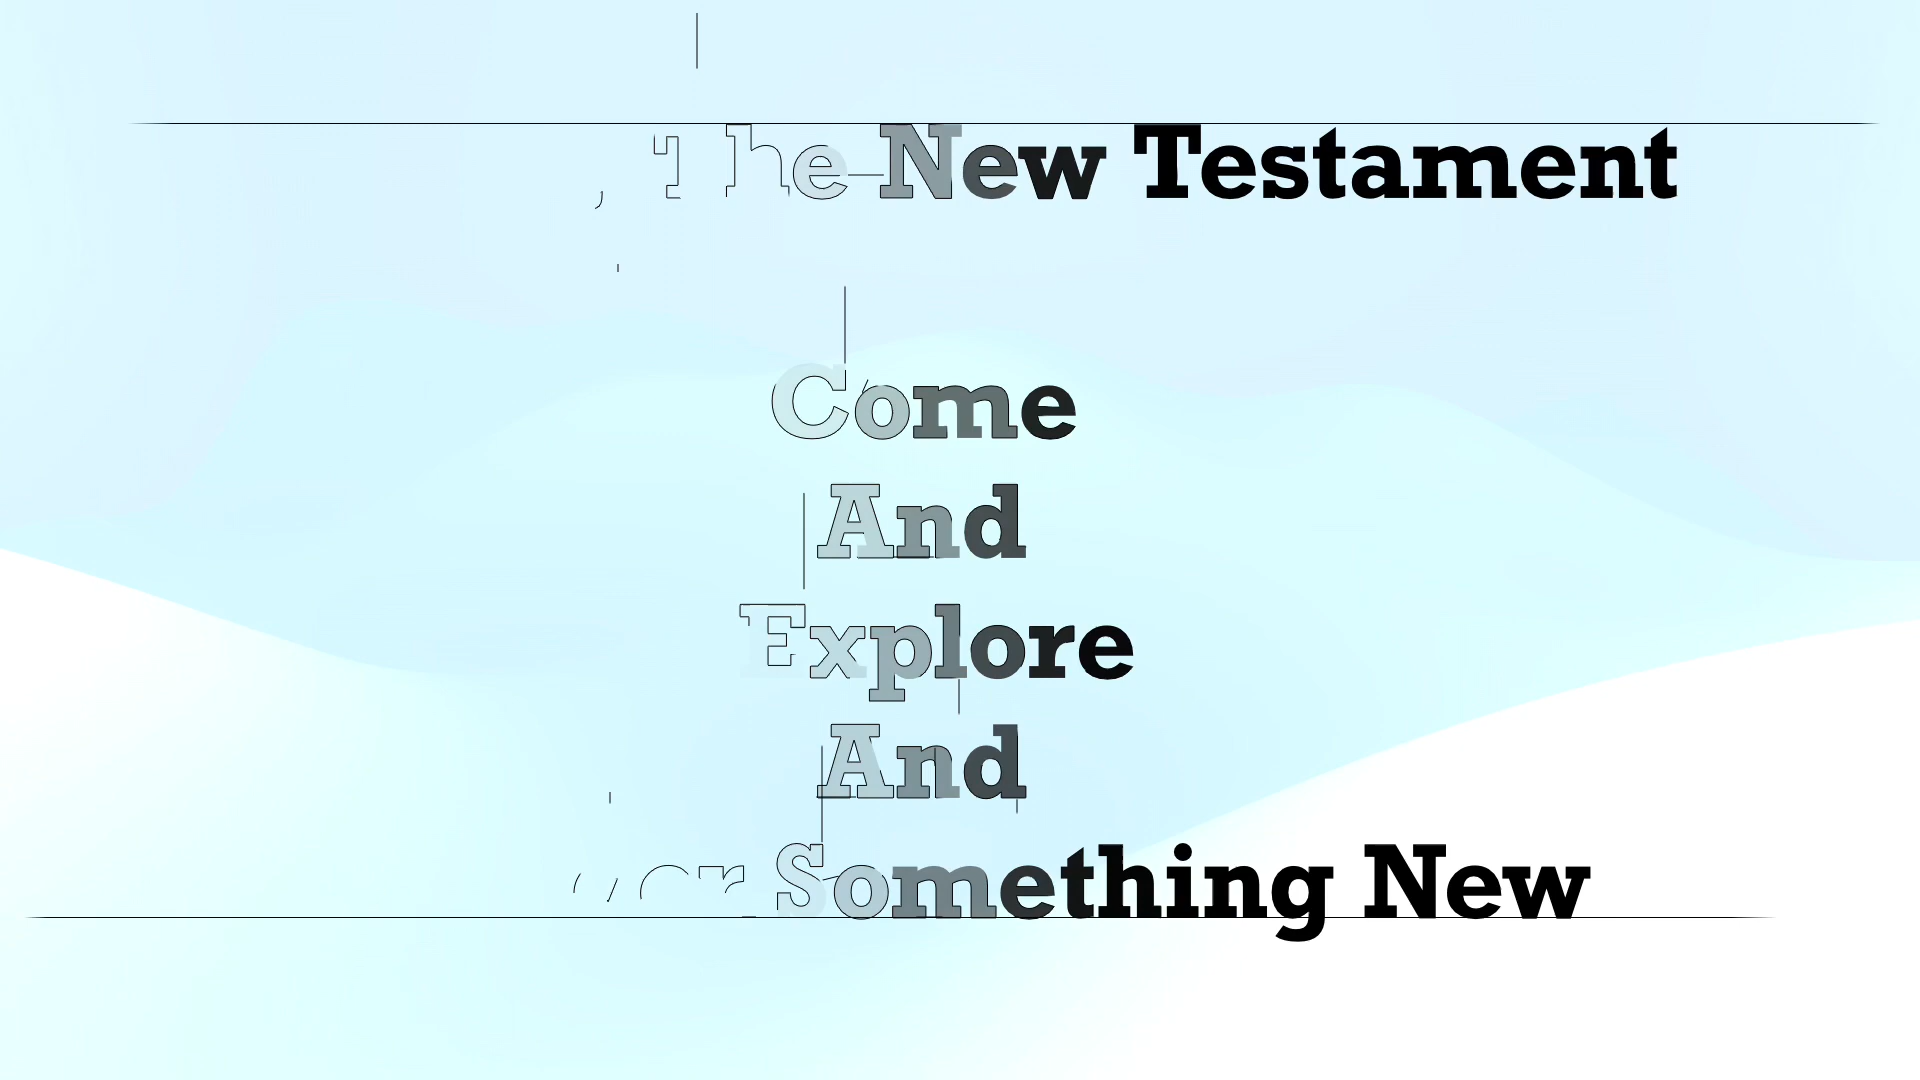 , The New Testament
Come
And
Explore
And
Something New